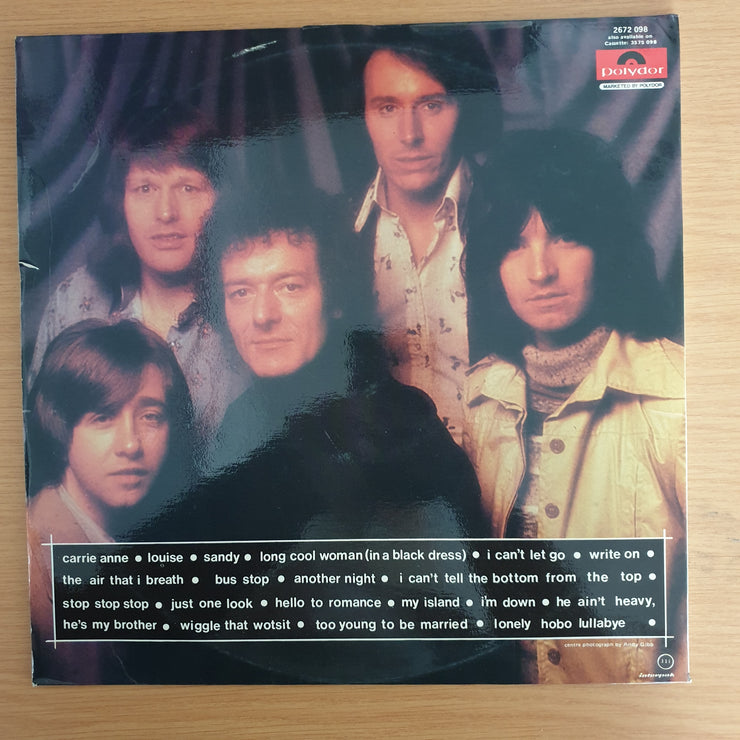 2672 098
also available on
Cassette: 3575 098
polydor
MARKETED BY POLYDOR
carrie anne • louise • sandy • long cool woman (in a black dress) • i can't let go • write on •
the air that i breath • bus stop • another night • i can't tell the bottom from the top •
stop stop stop • just one look • hello to romance • my island • i'm down • he ain't heavy,
he's my brother • wiggle that wotsit • too young to be married • lonely hobo lullabye •
centre photograph by Andy Gibb
interpak